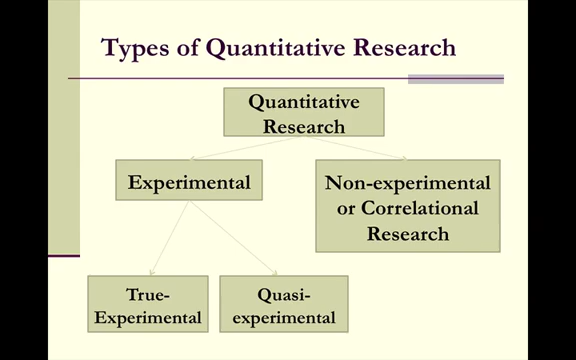 Types of Quantitative Research
Quantitative
Research
Experimental
Non-experimental
or Correlational
Research
True-
Experimental
Quasi-
experimental